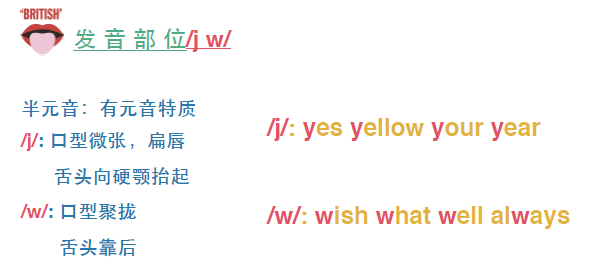 "BRITISH"
发音部位/j w/
半元音：有元音特质
/j/: 口型微张，扁唇
舌头向硬颚抬起
/w/: 口型聚拢
舌头靠后
/j/: yes yellow your year
/w/: wish what well always